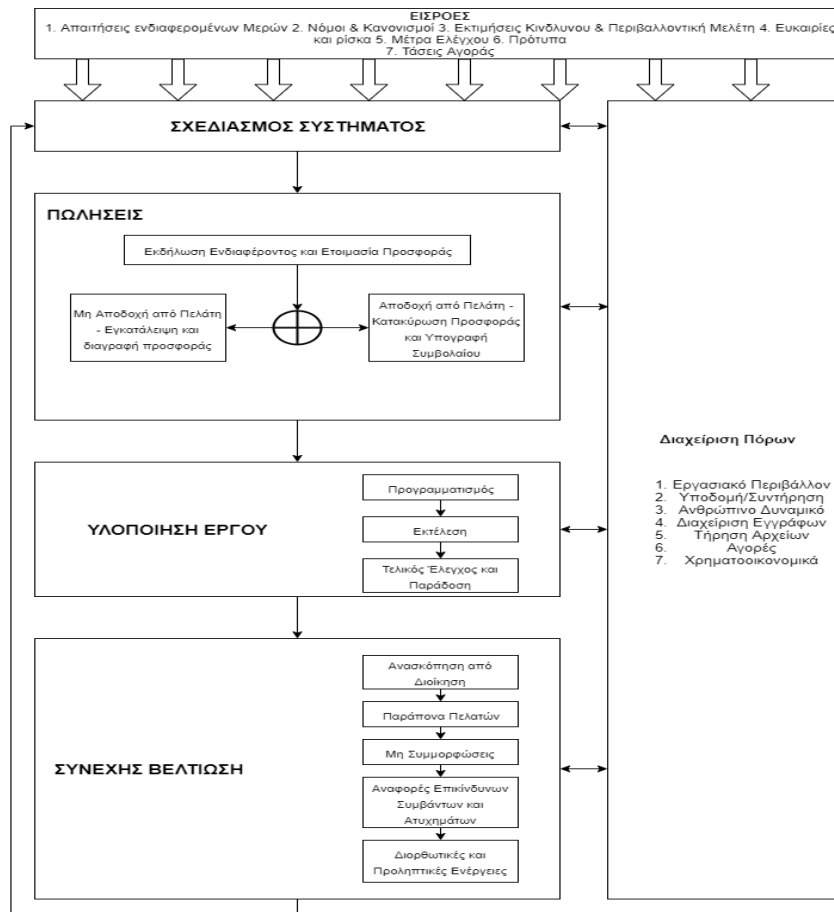 ΕΙΣΡΟΕΣ
1. Απαιτήσεις ενδιαφερομένων Μερών 2. Νόμοι & Κανονισμοί 3. Εκτιμήσεις Κινδύνου & Περιβαλλοντική Μελέτη 4. Ευκαιρίες
και ρίσκα 5. Μέτρα Ελέγχου 6. Πρότυπα
7. Τάσεις Αγοράς
ΣΧΕΔΙΑΣΜΟΣ ΣΥΣΤΗΜΑΤΟΣ
ΠΩΛΗΣΕΙΣ
Εκδήλωση Ενδιαφέροντος και Ετοιμασία Προσφοράς
Μη Αποδοχή από Πελάτη
- Εγκατάλειψη και
διαγραφή προσφοράς
Αποδοχή από Πελάτη -
Κατακύρωση Προσφοράς
και Υπογραφή
Συμβολαίου
ΥΛΟΠΟΙΗΣΗ ΕΡΓΟΥ
Προγραμματισμός
Εκτέλεση
Τελικός Έλεγχος και
Παράδοση
ΣΥΝΕΧΗΣ ΒΕΛΤΙΩΣΗ
Ανασκόπηση από
Διοίκηση
Παράπονα Πελατών
Μη Συμμορφώσεις
Αναφορές Επικίνδυνων
Συμβάντων και
Ατυχημάτων
Διορθωτικές και
Προληπτικές Ενέργειες
Διαχείριση Πόρων
1. Εργασιακό Περιβάλλον
2. Υποδομή/Συντήρηση
3. Ανθρώπινο Δυναμικό
4. Διαχείριση Εγγράφων
5. Τήρηση Αρχείων
6. Αγορές
7. Χρηματοοικονομικά